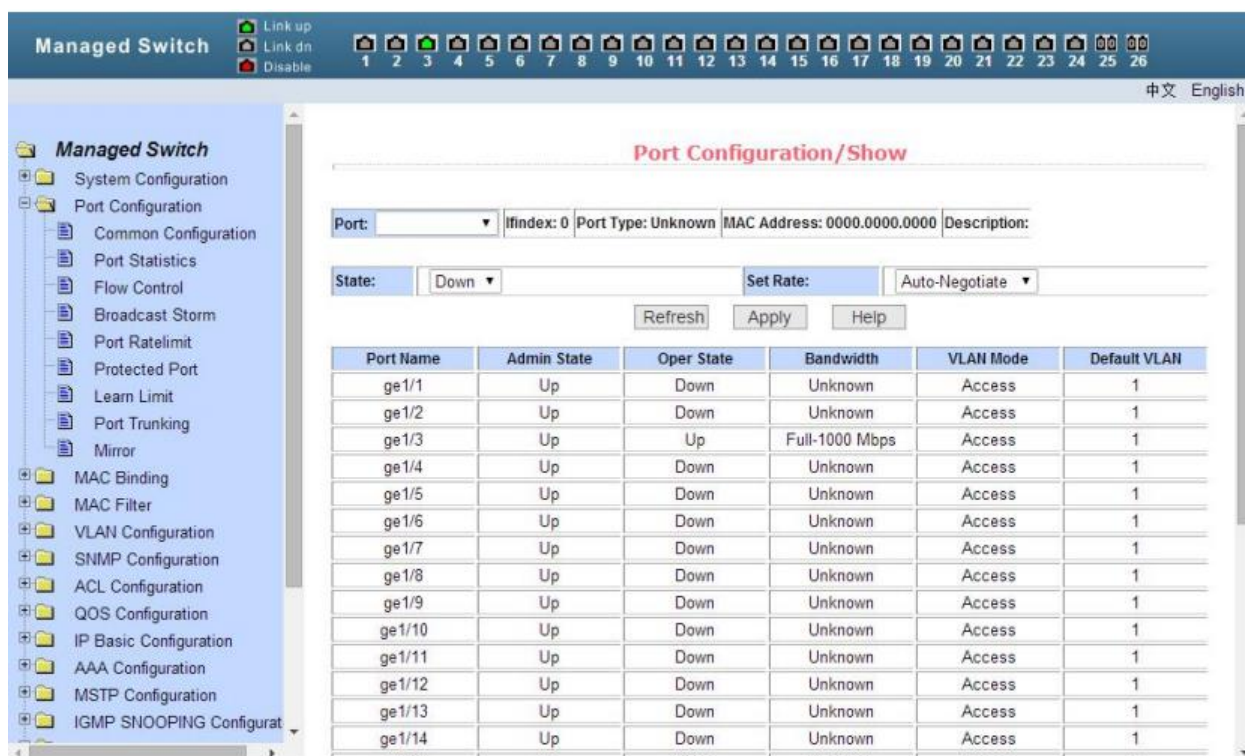 Managed Switch
Link up
Link dn
Disable
1 2 3 4 5 6 7 8 9 10 11 12 13 14 15 16 17 18 19 20 21 22 23 24 25 26
中文 English
Managed Switch
System Configuration
Port Configuration
Common Configuration
Port Statistics
Flow Control
Broadcast Storm
Port Ratelimit
Protected Port
Learn Limit
Port Trunking
Mirror
MAC Binding
MAC Filter
VLAN Configuration
SNMP Configuration
ACL Configuration
QOS Configuration
IP Basic Configuration
AAA Configuration
MSTP Configuration
IGMP SNOOPING Configurat
Port Configuration/Show
Port: Ifindex: 0 Port Type: Unknown MAC Address: 0000.0000.0000 Description:
State: Down Set Rate: Auto-Negotiate
Refresh Apply Help
Port Name Admin State Oper State Bandwidth VLAN Mode Default VLAN
ge1/1 Up Down Unknown Access 1
ge1/2 Up Down Unknown Access 1
ge1/3 Up Up Full-1000 Mbps Access 1
ge1/4 Up Down Unknown Access 1
ge1/5 Up Down Unknown Access 1
ge1/6 Up Down Unknown Access 1
ge1/7 Up Down Unknown Access 1
ge1/8 Up Down Unknown Access 1
ge1/9 Up Down Unknown Access 1
ge1/10 Up Down Unknown Access 1
ge1/11 Up Down Unknown Access 1
ge1/12 Up Down Unknown Access 1
ge1/13 Up Down Unknown Access 1
ge1/14 Up Down Unknown Access 1